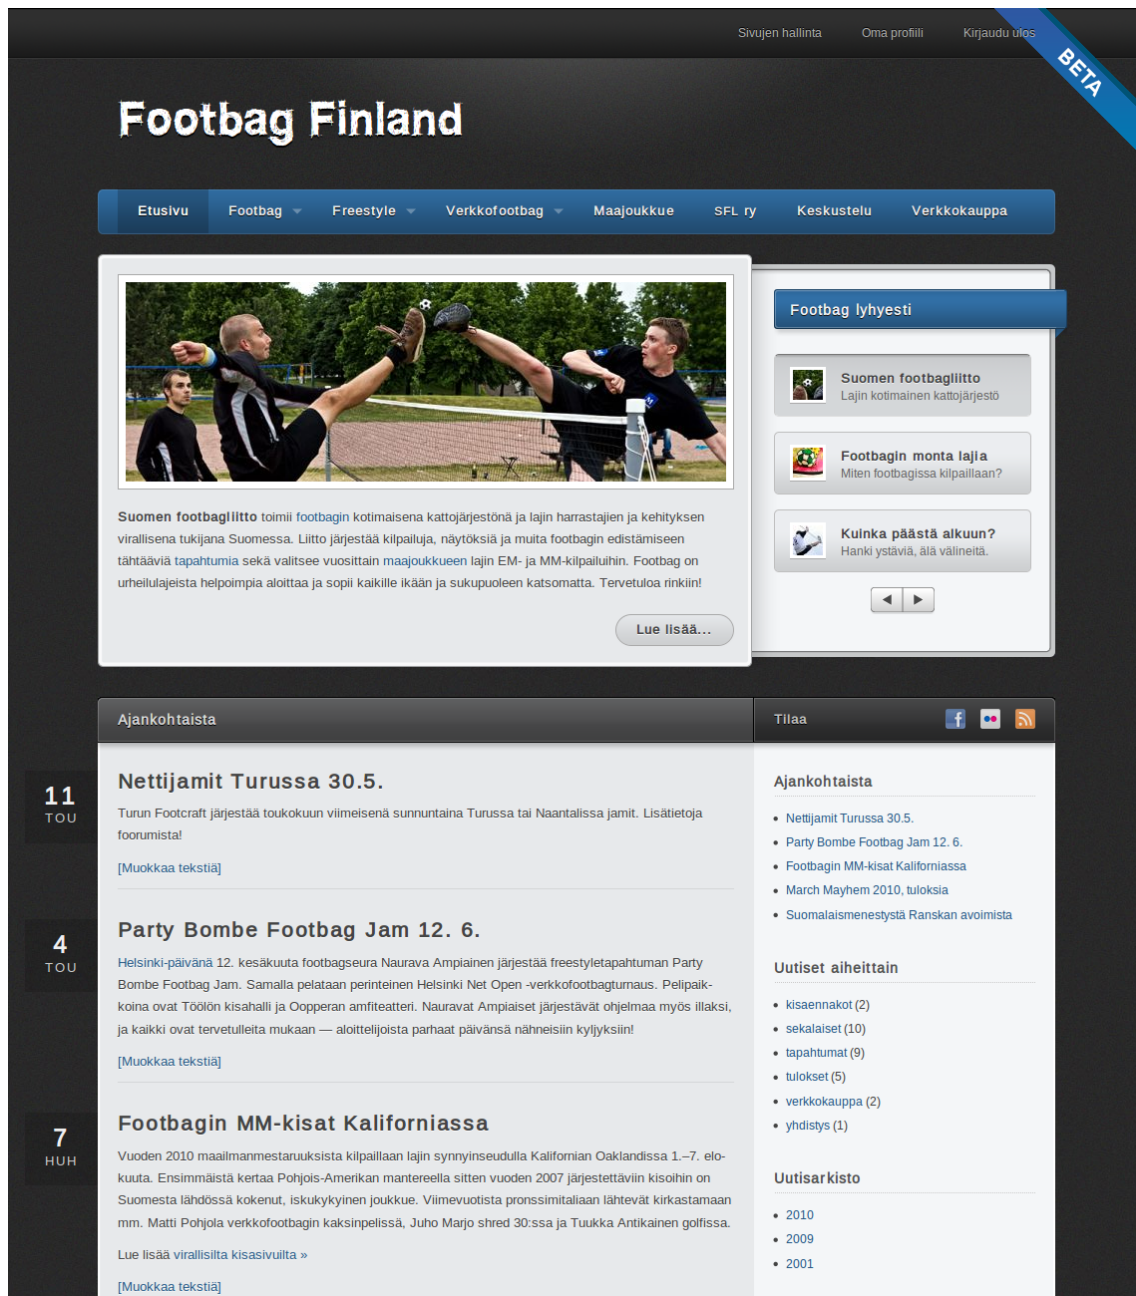 Sivujen hallinta Oma profiili Kirjaudu ulos
BETA
Footbag Finland
Etusivu Footbag Freestyle Verkkofootbag Maajoukkue SFL ry Keskustelu Verkkokauppa
Suomen footbagliitto toimii footbagin kotimaisena kattojärjestönä ja lajin harrastajien ja kehityksen
virallisena tukijana Suomessa. Liitto järjestää kilpailuja, näytöksiä ja muita footbagin edistämiseen
tähtääviä tapahtumia sekä valitsee vuosittain maajoukkueen lajin EM- ja MM-kilpailuihin. Footbag on
urheilulajeista helpoimpia aloittaa ja sopii kaikille ikään ja sukupuoleen katsomatta. Tervetuloa rinkiin!
Lue lisää...
Footbag lyhyesti
Suomen footbagliitto
Lajin kotimainen kattojärjestö
Footbagin monta lajia
Miten footbagissa kilpaillaan?
Kuinka päästä alkuun?
Hanki ystäviä, älä välineitä.
Ajankohtaista
11
TOU
Nettijamit Turussa 30.5.
Turun Footcraft järjestää toukokuun viimeisenä sunnuntaina Turussa tai Naantalissa jamit. Lisätietoja
foorumista!
[Muokkaa tekstiä]
4
TOU
Party Bombe Footbag Jam 12. 6.
Helsinki-päivänä 12. kesäkuuta footbagseura Naurava Ampiainen järjestää freestyletapahtuman Party
Bombe Footbag Jam. Samalla pelataan perinteinen Helsinki Net Open -verkkofootbagturnaus. Pelipaik-
koina ovat Töölön kisahalli ja Oopperan amfiteatteri. Nauravat Ampiaiset järjestävät ohjelmaa myös illaksi,
ja kaikki ovat tervetulleita mukaan — aloittelijoista parhaat päivänsä nähneisiin kyljyksiin!
[Muokkaa tekstiä]
7
HUH
Footbagin MM-kisat Kaliforniassa
Vuoden 2010 maailmanmestaruuksista kilpaillaan lajin synnyinseudulla Kalifornian Oaklandissa 1.–7. elo-
kuuta. Ensimmäistä kertaa Pohjois-Amerikan mantereella sitten vuoden 2007 järjestettäviin kisoihin on
Suomesta lähdössä kokenut, iskukykyinen joukkue. Viimevuotista pronssimitaliaan lähtevät kirkastamaan
mm. Matti Pohjola verkkofootbagin kaksinpelissä, Juho Marjo shred 30:ssa ja Tuukka Antikainen golfissa.
Lue lisää virallisilta kisasivuilta »
[Muokkaa tekstiä]
Tilaa
Ajankohtaista
Nettijamit Turussa 30.5.
Party Bombe Footbag Jam 12. 6.
Footbagin MM-kisat Kaliforniassa
March Mayhem 2010, tuloksia
Suomalaismenestystä Ranskan avoimista
Uutiset aiheittain
kisaennakot (2)
sekalaiset (10)
tapahtumat (9)
tulokset (5)
verkkokauppa (2)
yhdistys (1)
Uutisarkisto
2010
2009
2001